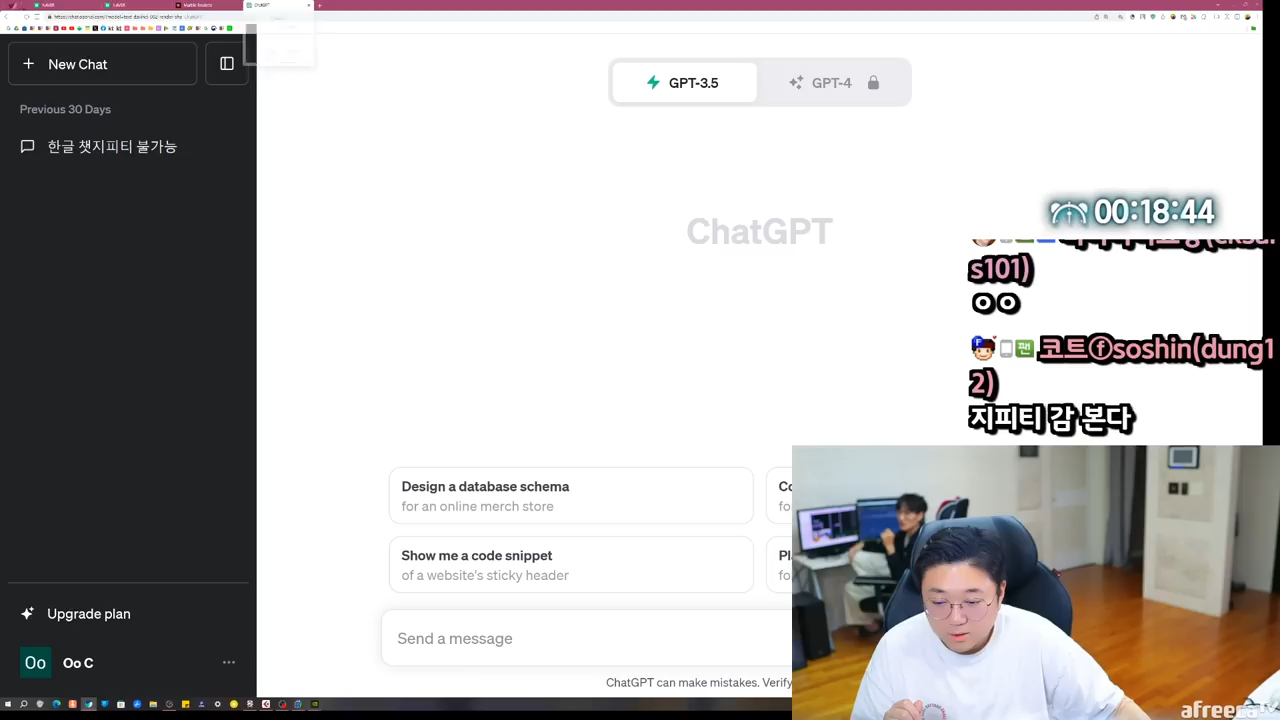 ChatGPT
New Chat
Previous 30 Days
한글 챗지피티 불가능
GPT-3.5
GPT-4
00:18:44
ChatGPT
s101)
ㅇㅇ
코트ⓕsoshin(dung1
2)
지피티 감 본다
Design a database schema
for an online merch store
Show me a code snippet
of a website's sticky header
Upgrade plan
Oo
Oo C
Send a message
ChatGPT can make mistakes. Verify
afreecaTV